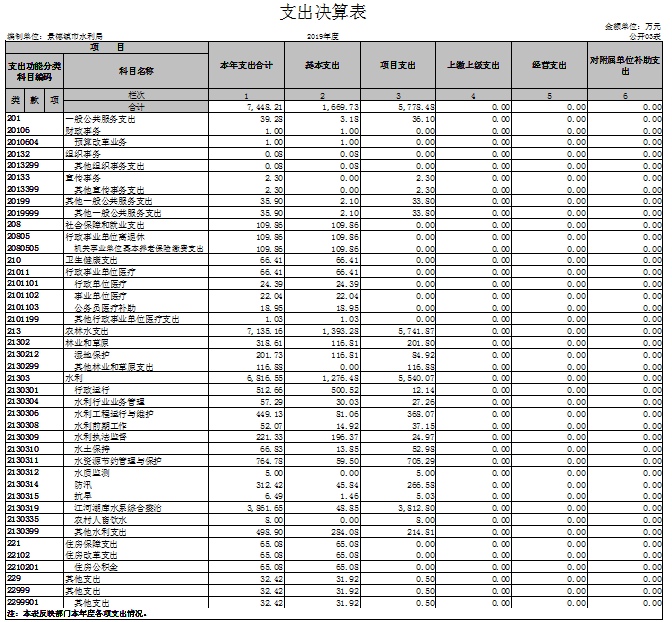 支出决算表
金额单位：万元
编制单位：景德镇市水利局 2019年度 公开03表
项 目 本年支出合计 基本支出 项目支出 上缴上级支出 经营支出 对附属单位补助支出
支出功能分类科目编码 科目名称
类 款 项 栏次 1 2 3 4 5 6
合计 7,448.21 1,669.73 5,778.48 0.00 0.00 0.00
201 一般公共服务支出 39.28 3.18 36.10 0.00 0.00 0.00
20106 财政事务 1.00 1.00 0.00 0.00 0.00 0.00
2010604 预算改革业务 1.00 1.00 0.00 0.00 0.00 0.00
20132 组织事务 0.08 0.08 0.00 0.00 0.00 0.00
2013299 其他组织事务支出 0.08 0.08 0.00 0.00 0.00 0.00
20133 宣传事务 2.30 0.00 2.30 0.00 0.00 0.00
2013399 其他宣传事务支出 2.30 0.00 2.30 0.00 0.00 0.00
20199 其他一般公共服务支出 35.90 2.10 33.80 0.00 0.00 0.00
2019999 其他一般公共服务支出 35.90 2.10 33.80 0.00 0.00 0.00
208 社会保障和就业支出 109.86 109.86 0.00 0.00 0.00 0.00
20805 行政事业单位离退休 109.86 109.86 0.00 0.00 0.00 0.00
2080505 机关事业单位基本养老保险缴费支出 109.86 109.86 0.00 0.00 0.00 0.00
210 卫生健康支出 66.41 66.41 0.00 0.00 0.00 0.00
21011 行政事业单位医疗 66.41 66.41 0.00 0.00 0.00 0.00
2101101 行政单位医疗 24.39 24.39 0.00 0.00 0.00 0.00
2101102 事业单位医疗 22.04 22.04 0.00 0.00 0.00 0.00
2101103 公务员医疗补助 18.95 18.95 0.00 0.00 0.00 0.00
2101199 其他行政事业单位医疗支出 1.03 1.03 0.00 0.00 0.00 0.00
213 农林水支出 7,135.16 1,393.28 5,741.87 0.00 0.00 0.00
21302 林业和草原 318.61 116.81 201.80 0.00 0.00 0.00
2130212 湿地保护 201.73 116.81 84.92 0.00 0.00 0.00
2130299 其他林业和草原支出 116.88 0.00 116.88 0.00 0.00 0.00
21303 水利 6,816.55 1,276.48 5,540.07 0.00 0.00 0.00
2130301 行政运行 512.66 500.52 12.14 0.00 0.00 0.00
2130304 水利行业业务管理 57.29 30.03 27.26 0.00 0.00 0.00
2130306 水利工程运行与维护 449.13 81.06 368.07 0.00 0.00 0.00
2130308 水利前期工作 52.07 14.92 37.15 0.00 0.00 0.00
2130309 水利执法监督 221.33 196.37 24.97 0.00 0.00 0.00
2130310 水土保持 66.83 13.85 52.98 0.00 0.00 0.00
2130311 水资源节约管理与保护 764.78 59.50 705.29 0.00 0.00 0.00
2130312 水质监测 5.00 0.00 5.00 0.00 0.00 0.00
2130314 防汛 312.42 45.84 266.58 0.00 0.00 0.00
2130315 抗旱 6.49 1.46 5.03 0.00 0.00 0.00
2130319 江河湖库水系综合整治 3,861.65 48.85 3,812.80 0.00 0.00 0.00
2130335 农村人畜饮水 8.00 0.00 8.00 0.00 0.00 0.00
2130399 其他水利支出 498.90 284.08 214.81 0.00 0.00 0.00
221 住房保障支出 65.08 65.08 0.00 0.00 0.00 0.00
22102 住房改革支出 65.08 65.08 0.00 0.00 0.00 0.00
2210201 住房公积金 65.08 65.08 0.00 0.00 0.00 0.00
229 其他支出 32.42 31.92 0.50 0.00 0.00 0.00
22999 其他支出 32.42 31.92 0.50 0.00 0.00 0.00
2299901 其他支出 32.42 31.92 0.50 0.00 0.00 0.00
注：本表反映部门本年度各项支出情况。